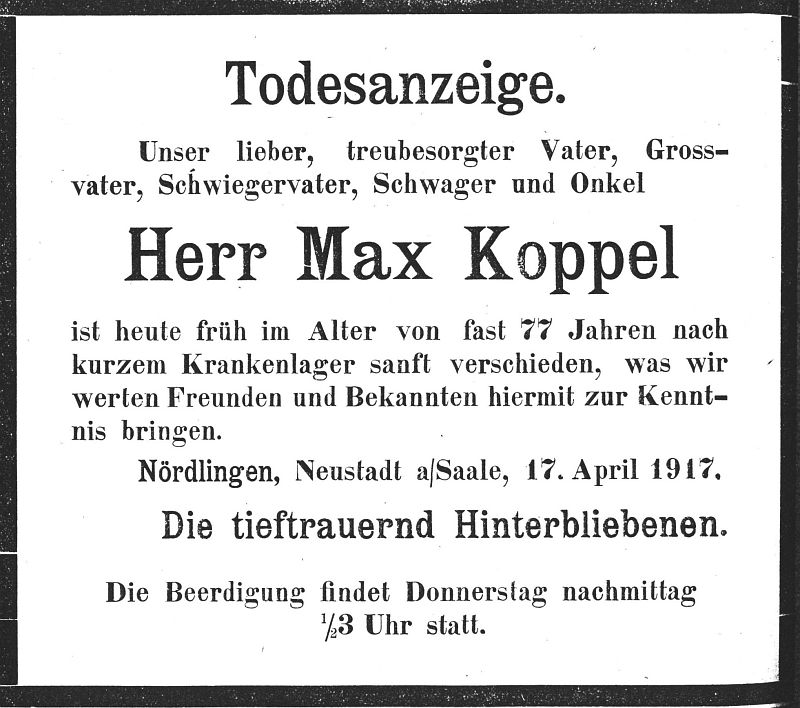 Todesanzeige.
Unser lieber, treubesorgter Vater, Gross-
vater, Schwiegervater, Schwager und Onkel
Herr Max Koppel
ist heute früh im Alter von fast 77 Jahren nach
kurzem Krankenlager sanft verschieden, was wir
werten Freunden und Bekannten hiermit zur Kennt-
nis bringen.
Nördlingen, Neustadt a/Saale, 17. April 1917.
Die tieftrauernd Hinterbliebenen.
Die Beerdigung findet Donnerstag nachmittag
½3 Uhr statt.